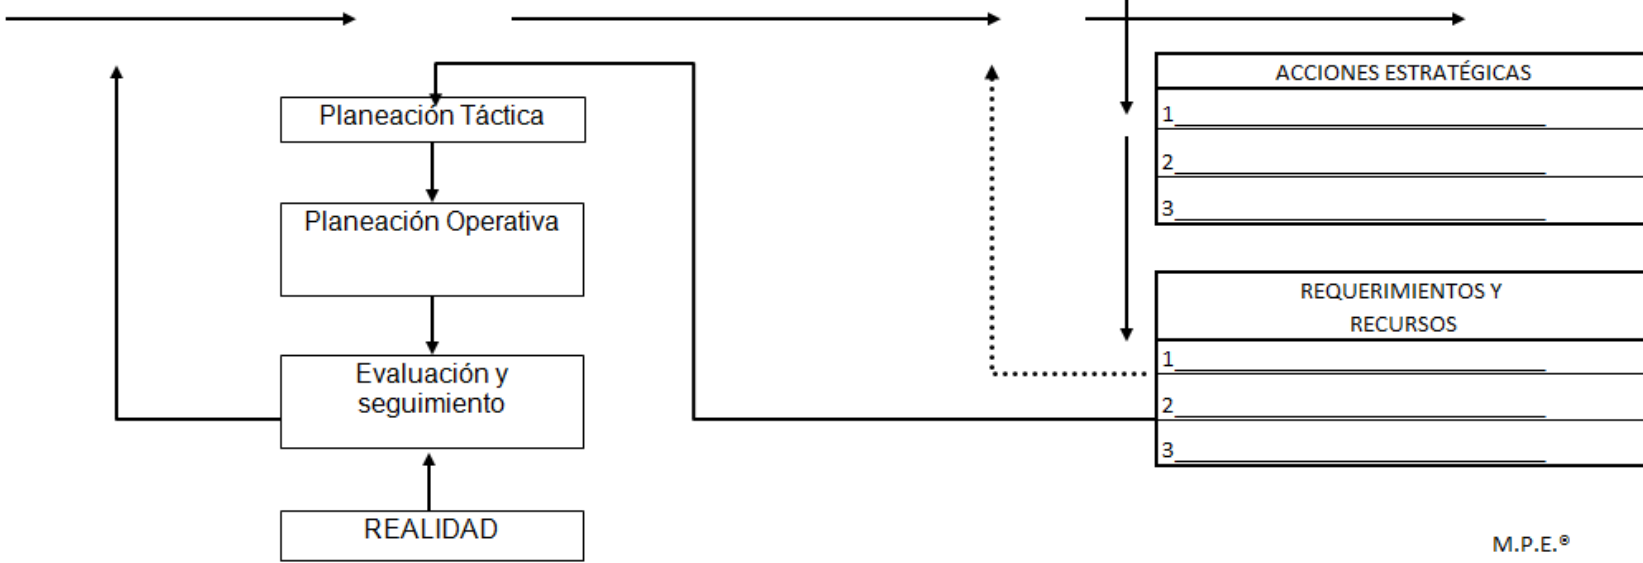 Planeación Táctica
Planeación Operativa
Evaluación y
seguimiento
REALIDAD
ACCIONES ESTRATÉGICAS
1
2
3
REQUERIMIENTOS Y
RECURSOS
1
2
3
M.P.E.®